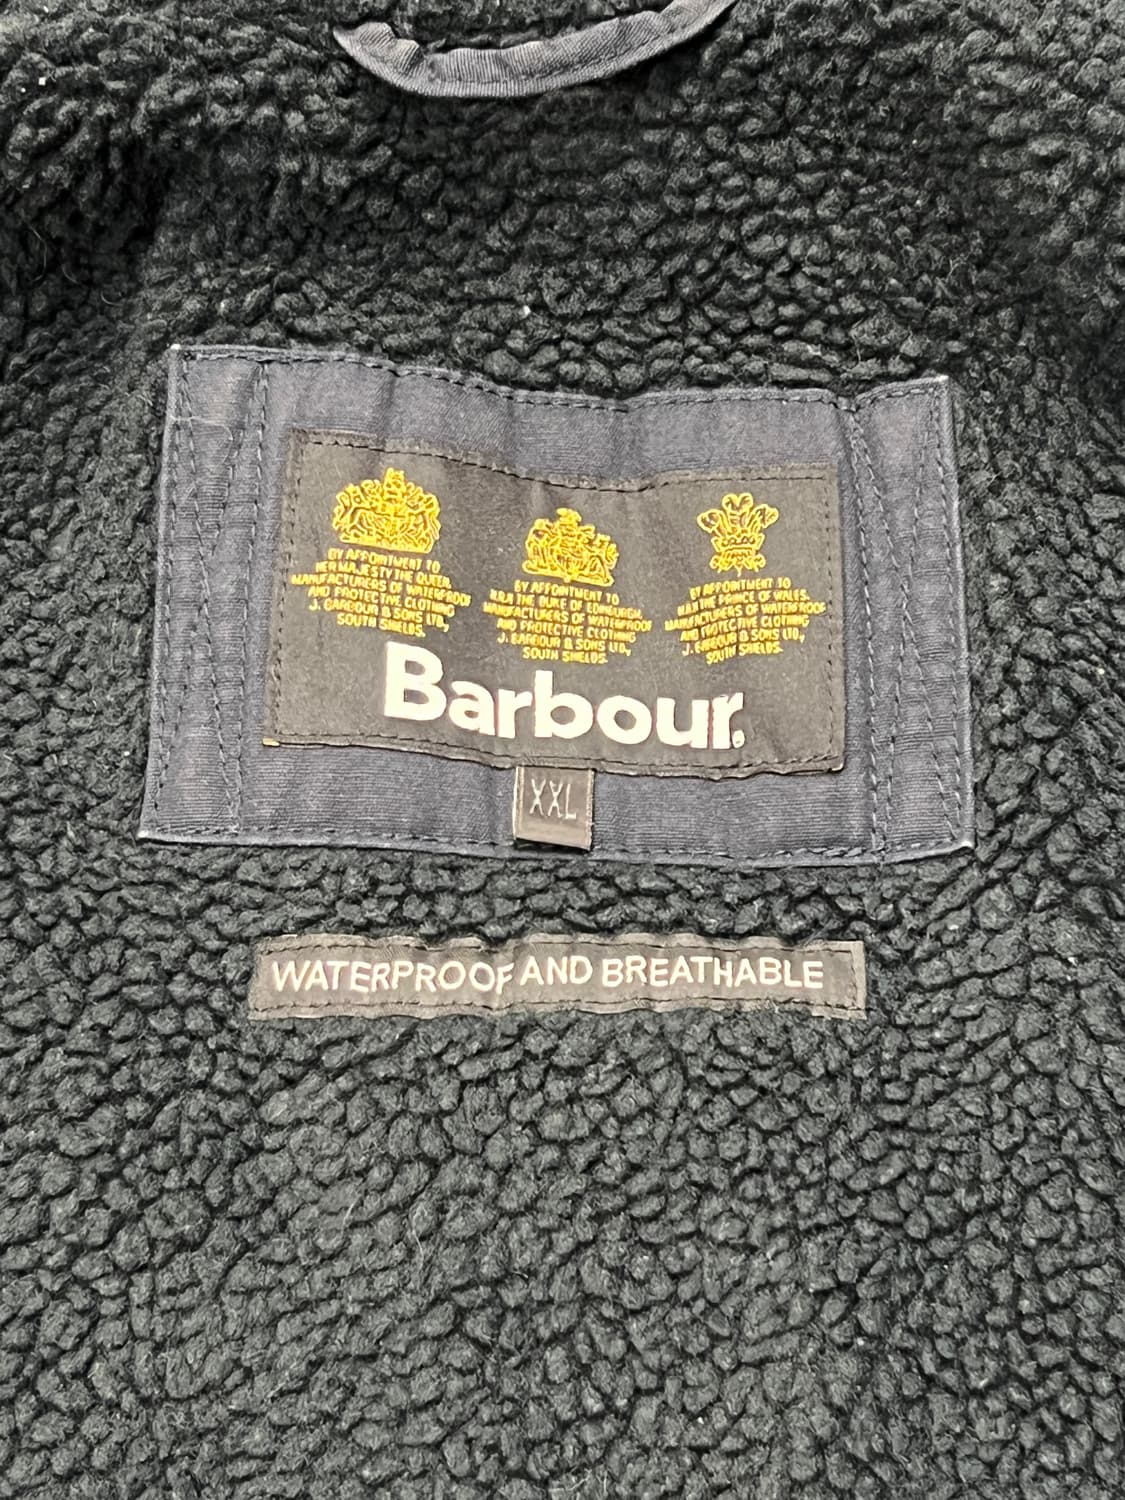 BY APPOINTMENT TO
HER MAJESTY THE QUEEN
MANUFACTURERS OF WATERPROOF
AND PROTECTIVE CLOTHING
J. BARBOUR & SONS LTD.,
SOUTH SHIELDS.
BY APPOINTMENT TO
H.R.H THE DUKE OF EDINBURGH.
MANUFACTURERS OF WATERPROOF
AND PROTECTIVE CLOTHING
J. BARBOUR & SONS LTD.,
SOUTH SHIELDS.
BY APPOINTMENT TO
H.R.H THE PRINCE OF WALES.
MANUFACTURERS OF WATERPROOF
AND PROTECTIVE CLOTHING
J. BARBOUR & SONS LTD.,
SOUTH SHIELDS.
Barbour.
XXL
WATERPROOF AND BREATHABLE